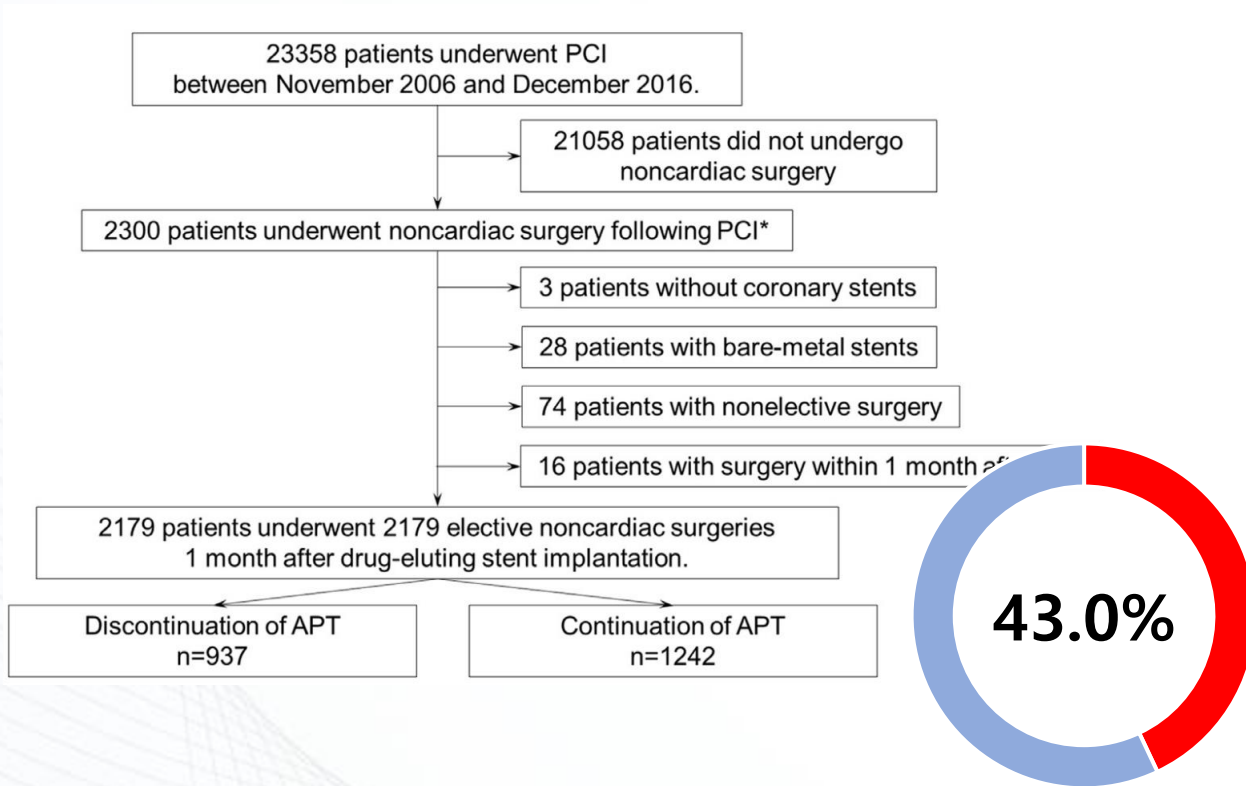 23358 patients underwent PCI
between November 2006 and December 2016.
21058 patients did not undergo
noncardiac surgery
2300 patients underwent noncardiac surgery following PCI*
3 patients without coronary stents
28 patients with bare-metal stents
74 patients with nonelective surgery
16 patients with surgery within 1 month
2179 patients underwent 2179 elective noncardiac surgeries
1 month after drug-eluting stent implantation.
Discontinuation of APT
n=937
Continuation of APT
n=1242
43.0%